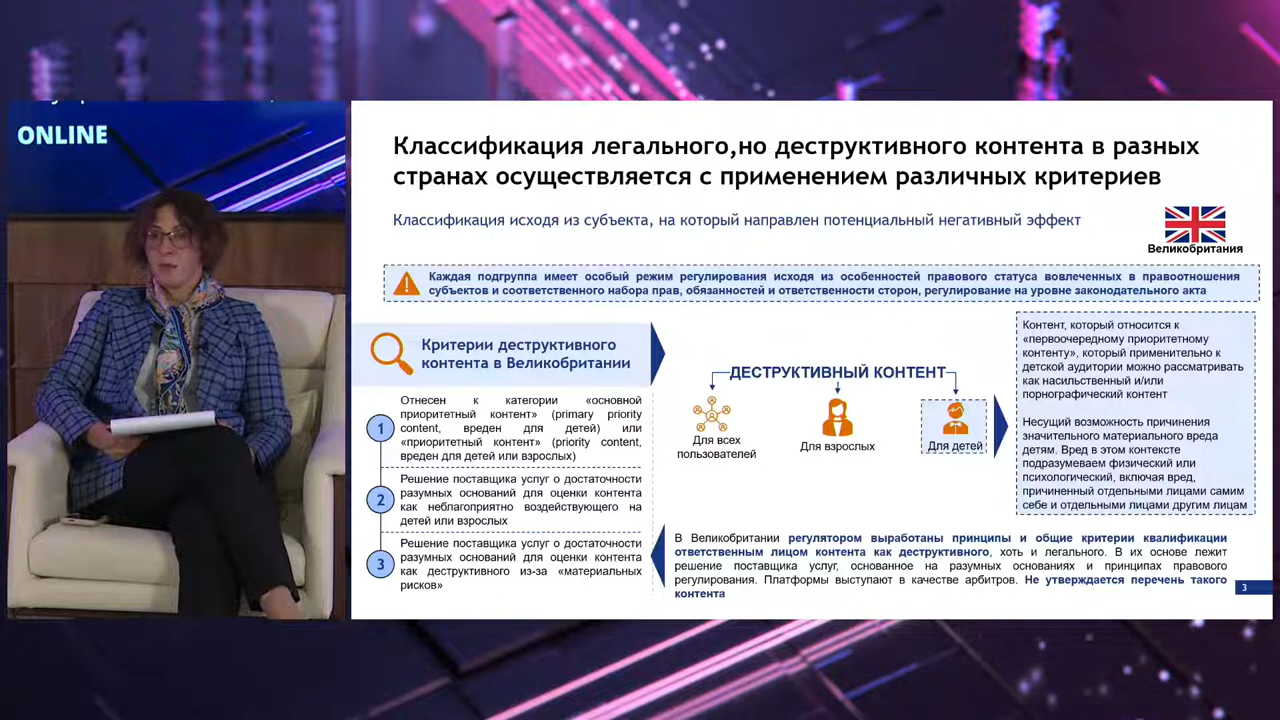 ONLINE
Классификация легального,но деструктивного контента в разных
странах осуществляется с применением различных критериев
Классификация исходя из субъекта, на который направлен потенциальный негативный эффект
Великобритания
Каждая подгруппа имеет особый режим регулирования исходя из особенностей правового статуса вовлеченных в правоотношения
субъектов и соответственного набора прав, обязанностей и ответственности сторон, регулирование на уровне законодательного акта
Критерии деструктивного
контента в Великобритании
1
Отнесен к категории «основной
приоритетный контент» (primary priority
content, вреден для детей) или
«приоритетный контент» (priority content,
вреден для детей или взрослых)
2
Решение поставщика услуг о достаточности
разумных оснований для оценки контента
как неблагоприятно воздействующего на
детей или взрослых
3
Решение поставщика услуг о достаточности
разумных оснований для оценки контента
как деструктивного из-за «материальных
рисков»
ДЕСТРУКТИВНЫЙ КОНТЕНТ
Для всех
пользователей
Для взрослых
Для детей
Контент, который относится к
«первоочередному приоритетному
контенту», который применительно к
детской аудитории можно рассматривать
как насильственный и/или
порнографический контент
Несущий возможность причинения
значительного материального вреда
детям. Вред в этом контексте
подразумеваем физический или
психологический, включая вред,
причиненный отдельными лицами самим
себе и отдельными лицами другим лицам
В Великобритании регулятором выработаны принципы и общие критерии квалификации
ответственным лицом контента как деструктивного, хоть и легального. В их основе лежит
решение поставщика услуг, основанное на разумных основаниях и принципах правового
регулирования. Платформы выступают в качестве арбитров. Не утверждается перечень такого
контента
3